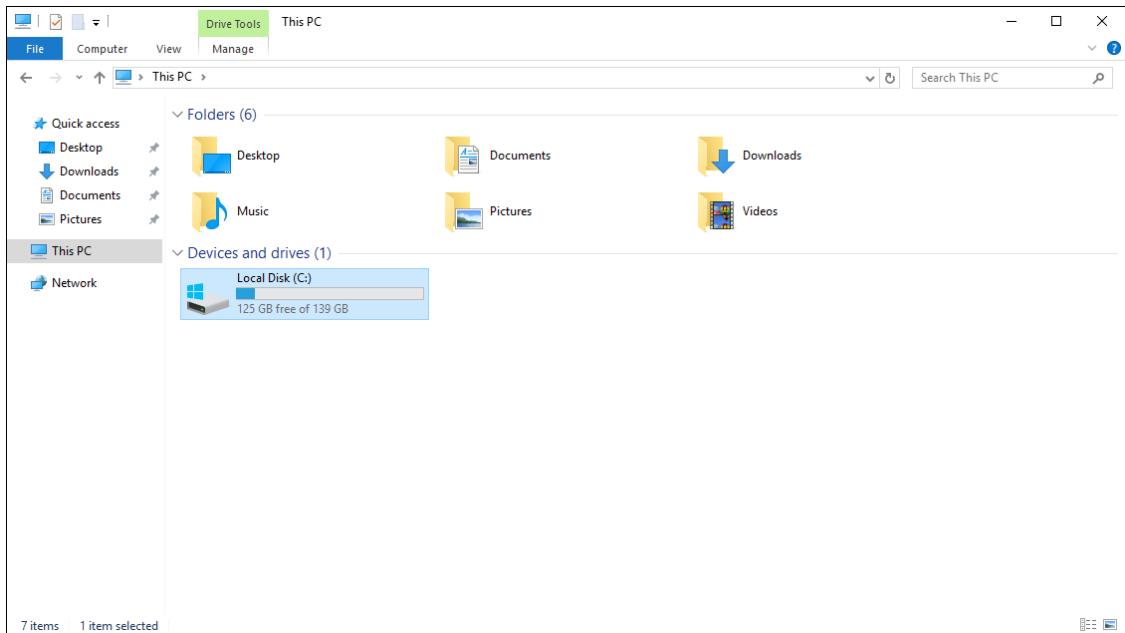 Drive Tools This PC
File Computer View Manage
This PC Search This PC
Quick access
Desktop
Downloads
Documents
Pictures
This PC
Network
Folders (6)
Desktop Documents Downloads
Music Pictures Videos
Devices and drives (1)
Local Disk (C:)
125 GB free of 139 GB
7 items 1 item selected